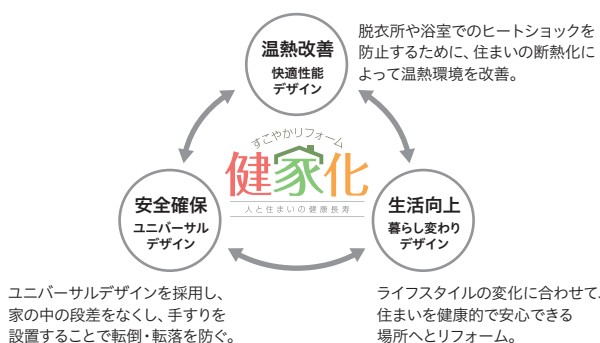 温熱改善
快適性能
デザイン
脱衣所や浴室でのヒートショックを
防止するために、住まいの断熱化に
よって温熱環境を改善。
すこやかリフォーム
健家化
人と住まいの健康長寿
安全確保
ユニバーサル
デザイン
生活向上
暮らし変わり
デザイン
ユニバーサルデザインを採用し、
家の中の段差をなくし、手すりを
設置することで転倒・転落を防ぐ。
ライフスタイルの変化に合わせて、
住まいを健康的で安心できる
場所へとリフォーム。